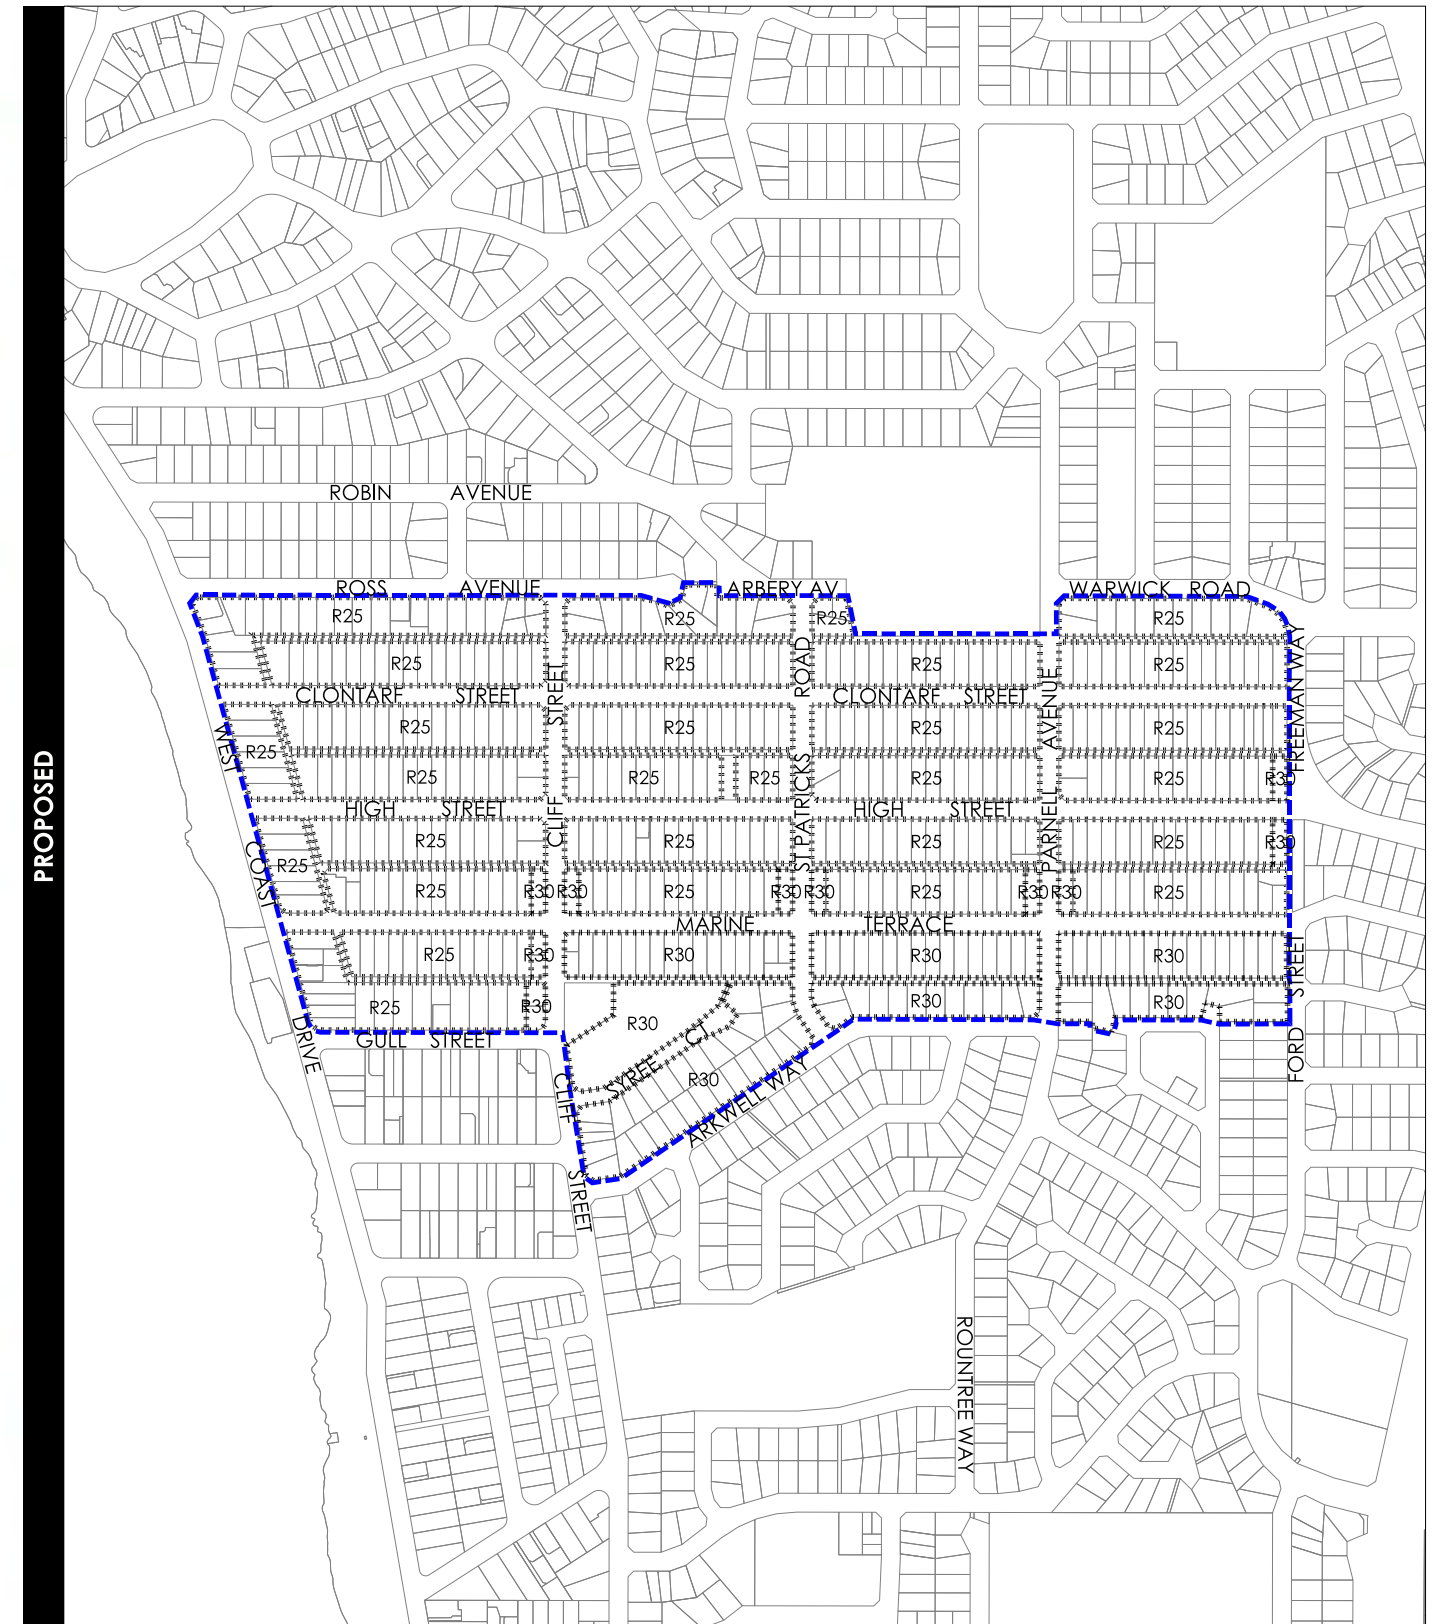 PROPOSED
ROBIN AVENUE
ROSS AVENUE
ARBERY AV
WARWICK ROAD
R25
R25
R25
R25
R25
R25
R25
R25
CLONTARF STREET
CLONTARF STREET
STREET
ROAD
AVENUE
FREEMAN WAY
WEST
R25
R25
R25
R25
R25
R25
R25
R25
R25
R25
R30
HIGH STREET
HIGH STREET
CLIFF
ST PATRICKS
PARNELL
COAST
R25
R25
R25
R25
R25
R30
R25
R30
R30
R25
R30
R30
R25
R30
R30
R25
MARINE TERRACE
R25
R30
R30
R30
R30
STREET
R25
R30
R30
R30
R30
DRIVE
GULL STREET
SYREE CT
R30
ARKWELL WAY
FORD
CLIFF
STREET
ROUNTREE WAY